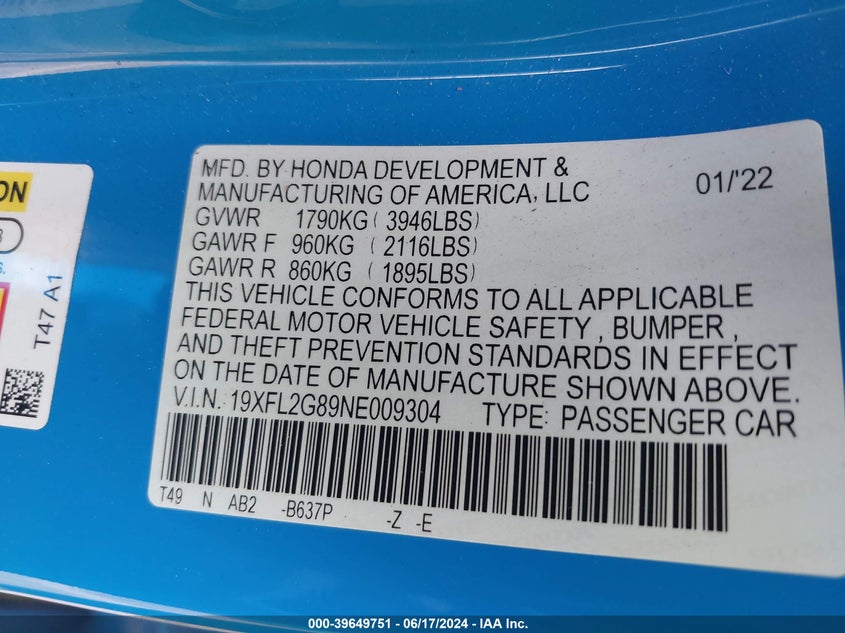 MFD. BY HONDA DEVELOPMENT &
MANUFACTURING OF AMERICA, LLC
01/'22
GVWR 1790KG ( 3946LBS)
GAWR F 960KG ( 2116LBS)
GAWR R 860KG ( 1895LBS)
THIS VEHICLE CONFORMS TO ALL APPLICABLE
FEDERAL MOTOR VEHICLE SAFETY , BUMPER ,
AND THEFT PREVENTION STANDARDS IN EFFECT
ON THE DATE OF MANUFACTURE SHOWN ABOVE.
V.I.N.: 19XFL2G89NE009304 TYPE: PASSENGER CAR
T49 N AB2 -B637P -Z -E
ON
T47 A1
000-39649751 - 06/17/2024 - IAA Inc.